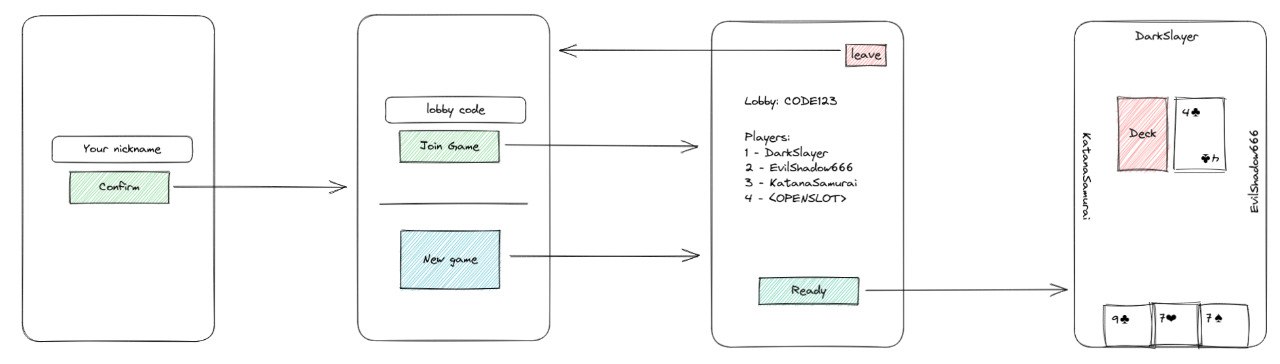 Your nickname
Confirm
lobby code
Join Game
New game
leave
Lobby: CODE123
Players:
1 - DarkSlayer
2 - EvilShadow666
3 - KatanaSamurai
4 - <OPENSLOT>
Ready
DarkSlayer
KatanaSamurai
Deck
4♣
4♣
EvilShadow666
9♣
7♥
7♠